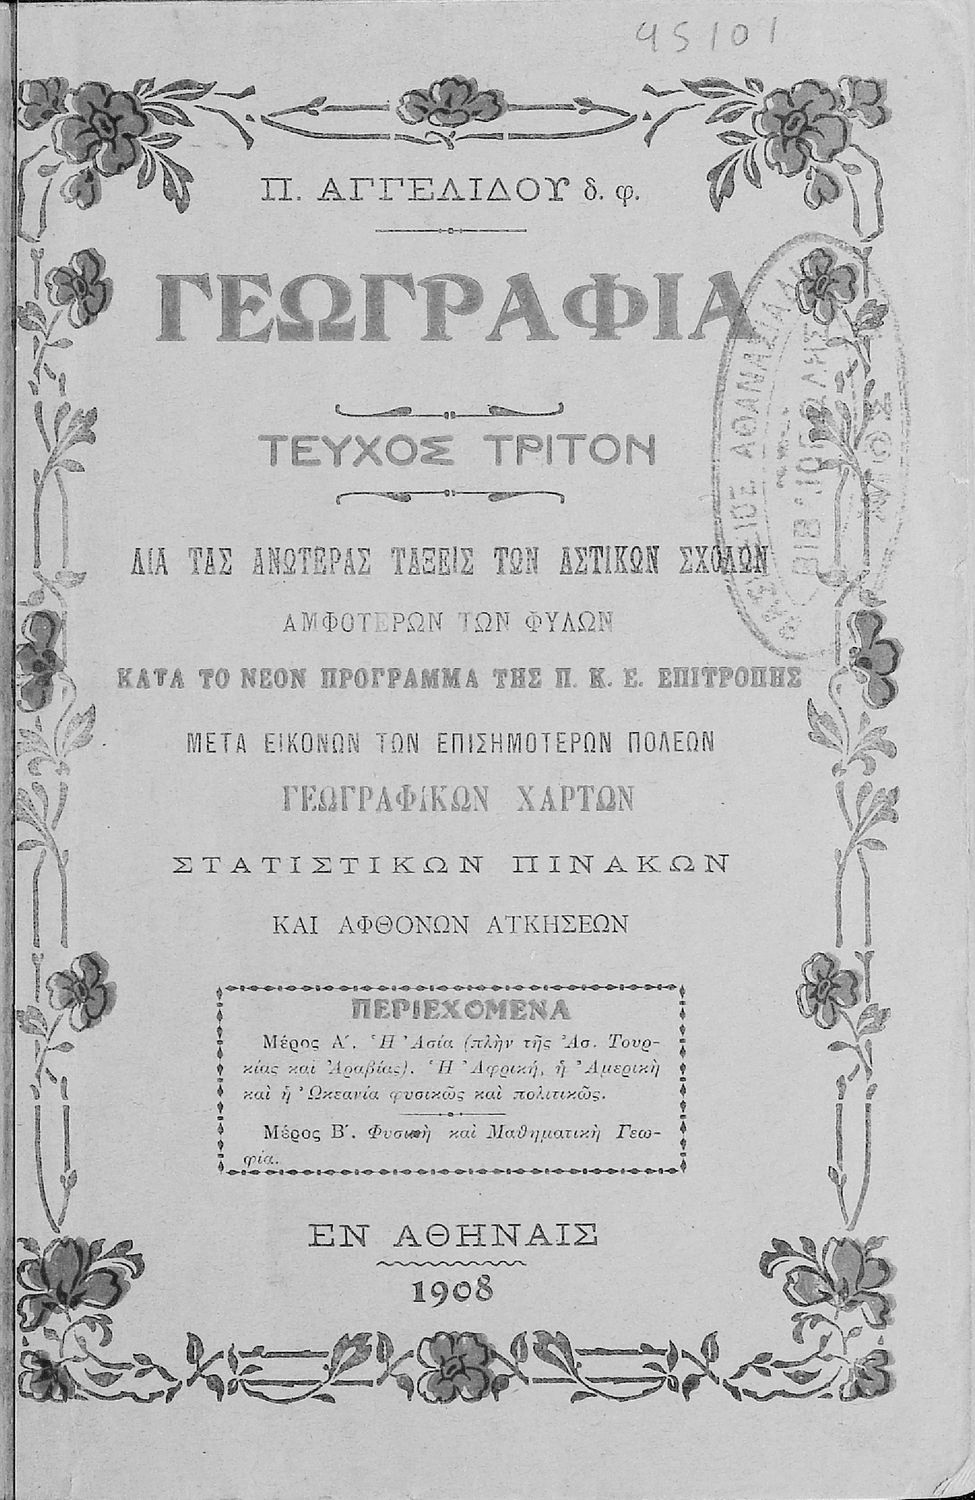 45101
Π. ΑΓΓΕΛΙΔΟΥ δ. φ.
ΓΕΩΓΡΑΦΙΑ
ΤΕΥΧΟΣ ΤΡΙΤΟΝ
ΔΙΑ ΤΑΣ ΑΝΩΤΕΡΑΣ ΤΑΞΕΙΣ ΤΩΝ ΑΣΤΙΚΩΝ ΣΧΟΛΩΝ
ΑΜΦΟΤΕΡΩΝ ΤΩΝ ΦΥΛΩΝ
ΚΑΤΑ ΤΟ ΝΕΟΝ ΠΡΟΓΡΑΜΜΑ ΤΗΣ Π. Κ. Ε. ΕΠΙΤΡΟΠΗΣ
ΜΕΤΑ ΕΙΚΟΝΩΝ ΤΩΝ ΕΠΙΣΗΜΟΤΕΡΩΝ ΠΟΛΕΩΝ
ΓΕΩΓΡΑΦΙΚΩΝ ΧΑΡΤΩΝ
ΣΤΑΤΙΣΤΙΚΩΝ ΠΙΝΑΚΩΝ
ΚΑΙ ΑΦΘΟΝΩΝ ΑΤΚΗΣΕΩΝ
ΠΕΡΙΕΧΟΜΕΝΑ
Μέρος Α΄. Ἡ Ἀσία (πλὴν τῆς Ἀσ. Τουρ-
κίας καὶ Ἀραβίας). Ἡ Ἀφρική, ἡ Ἀμερικὴ
καὶ ἡ Ὠκεανία φυσικῶς καὶ πολιτικῶς.
Μέρος Β΄. Φυσικὴ καὶ Μαθηματικὴ Γεω-
φία.
ΕΝ ΑΘΗΝΑΙΣ
1908